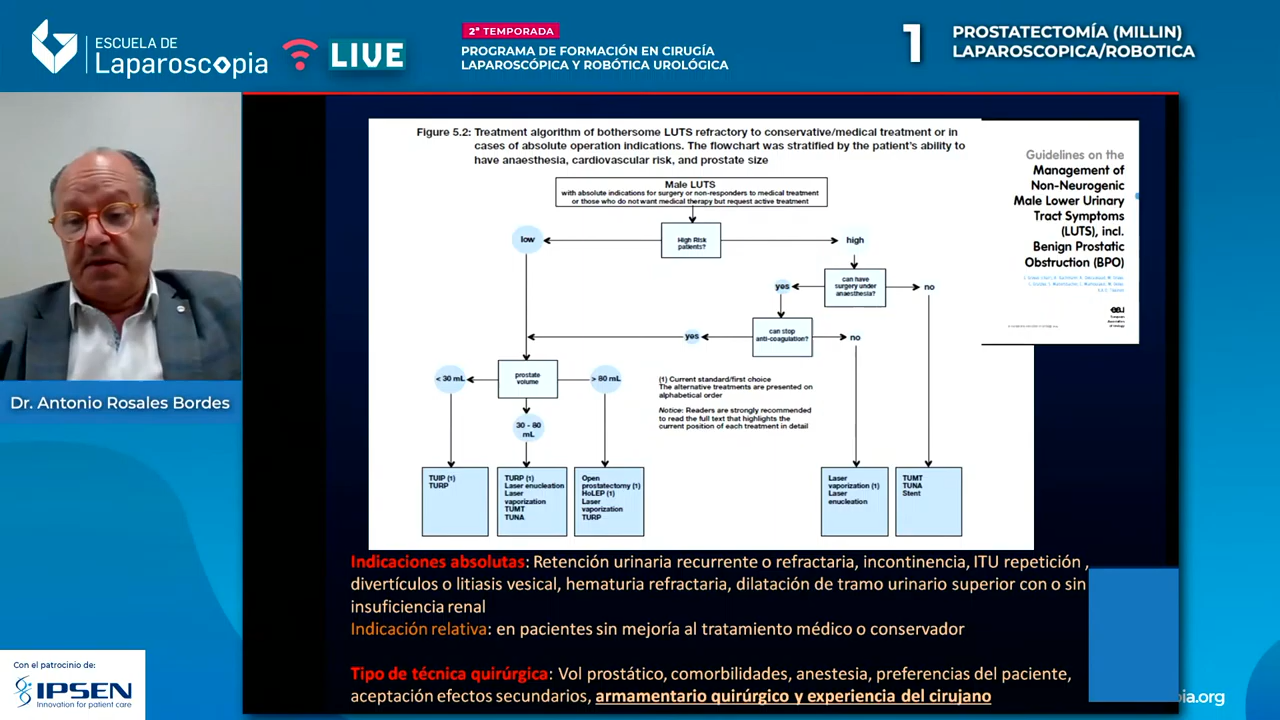 ESCUELA DE
Laparoscopia
LIVE
2ª TEMPORADA
PROGRAMA DE FORMACIÓN EN CIRUGÍA
LAPAROSCÓPICA Y ROBÓTICA UROLÓGICA
1
PROSTATECTOMÍA (MILLIN)
LAPAROSCOPICA/ROBOTICA
Dr. Antonio Rosales Bordes
Figure 5.2: Treatment algorithm of bothersome LUTS refractory to conservative/medical treatment or in
cases of absolute operation indications. The flowchart was stratified by the patient's ability to
have anaesthesia, cardiovascular risk, and prostate size
Male LUTS
with absolute indications for surgery or non-responders to medical treatment
or those who do not want medical therapy but request active treatment
low
High Risk
patients?
high
can have
surgery under
anaesthesia?
yes
no
can stop
anti-coagulation?
yes
no
< 30 mL
prostate
volume
> 80 mL
30 - 80
mL
(1) Current standard/first choice
The alternative treatments are presented on
alphabetical order
Notice: Readers are strongly recommended
to read the full text that highlights the
current position of each treatment in detail
TUIP (1)
TURP
TURP (1)
Laser enucleation
Laser
vaporization
TUMT
TUNA
Open
prostatectomy (1)
HoLEP (1)
Laser
vaporization
TURP
Laser
vaporization (1)
Laser
enucleation
TUMT
TUNA
Stent
Guidelines on the
Management of
Non-Neurogenic
Male Lower Urinary
Tract Symptoms
(LUTS), incl.
Benign Prostatic
Obstruction (BPO)
eau
European
Association
of Urology
Indicaciones absolutas: Retención urinaria recurrente o refractaria, incontinencia, ITU repetición ,
divertículos o litiasis vesical, hematuria refractaria, dilatación de tramo urinario superior con o sin
insuficiencia renal
Indicación relativa: en pacientes sin mejoría al tratamiento médico o conservador
Tipo de técnica quirúrgica: Vol prostático, comorbilidades, anestesia, preferencias del paciente,
aceptación efectos secundarios, armamentario quirúrgico y experiencia del cirujano
Con el patrocinio de:
IPSEN
Innovation for patient care
pia.org